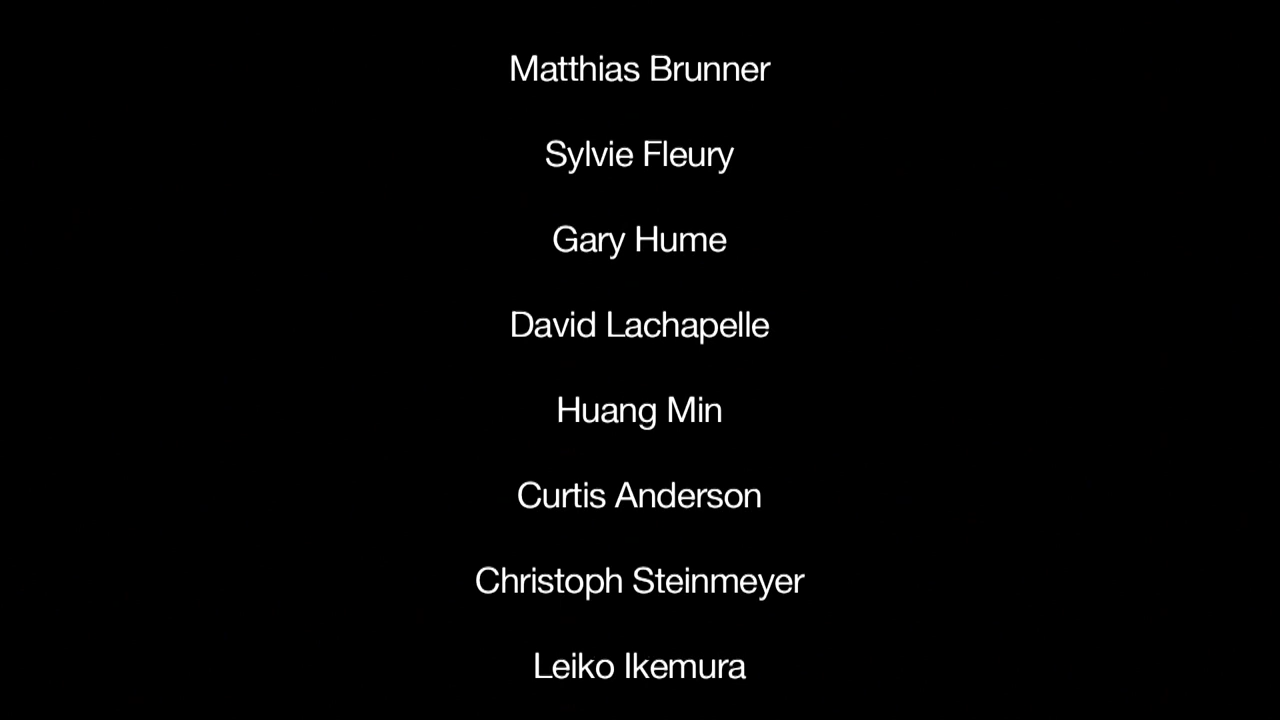 Matthias Brunner
Sylvie Fleury
Gary Hume
David Lachapelle
Huang Min
Curtis Anderson
Christoph Steinmeyer
Leiko Ikemura